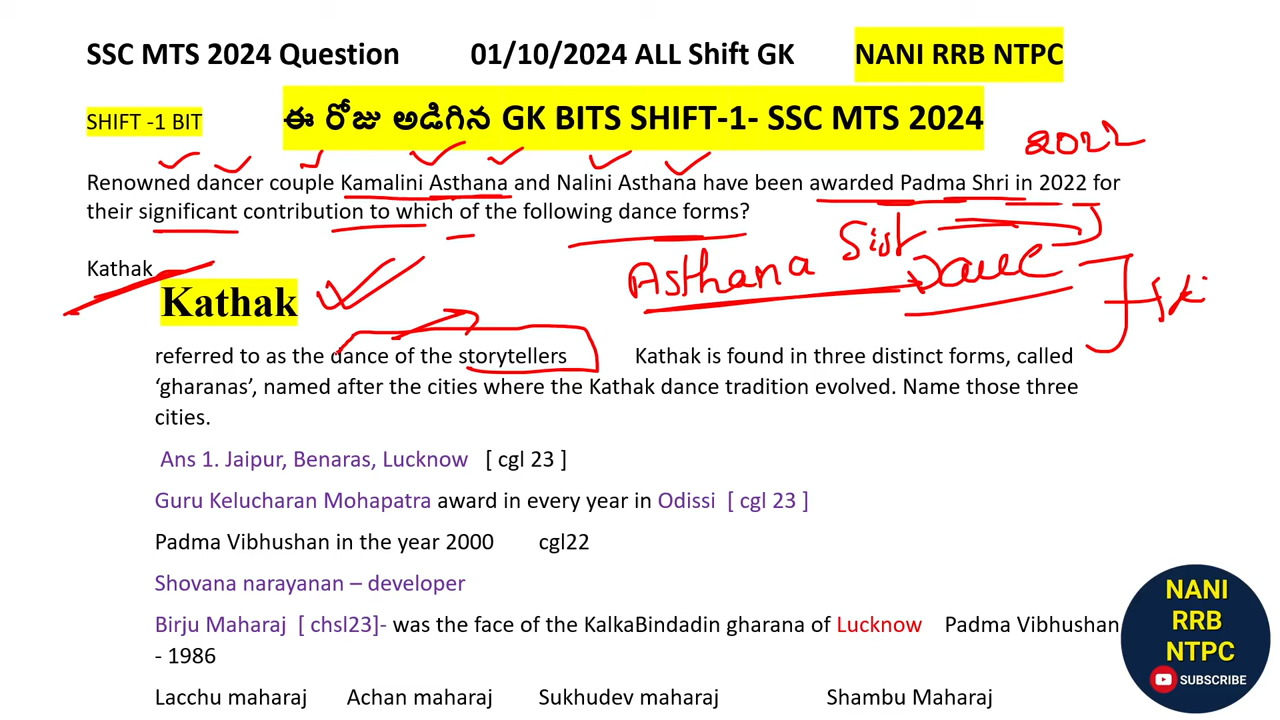 SSC MTS 2024 Question 01/10/2024 ALL Shift GK NANI RRB NTPC
SHIFT -1 BIT ఈ రోజు అడిగిన GK BITS SHIFT-1- SSC MTS 2024
2022
Renowned dancer couple Kamalini Asthana and Nalini Asthana have been awarded Padma Shri in 2022 for
their significant contribution to which of the following dance forms?
Asthana Sist
Kathak
Kathak
referred to as the dance of the storytellers Kathak is found in three distinct forms, called
‘gharanas’, named after the cities where the Kathak dance tradition evolved. Name those three
cities.
Ans 1. Jaipur, Benaras, Lucknow [ cgl 23 ]
Guru Kelucharan Mohapatra award in every year in Odissi [ cgl 23 ]
Padma Vibhushan in the year 2000 cgl22
Shovana narayanan – developer
Birju Maharaj [ chsl23]- was the face of the KalkaBindadin gharana of Lucknow Padma Vibhushan
- 1986
Lacchu maharaj Achan maharaj Sukhudev maharaj Shambu Maharaj
NANI
RRB
NTPC
SUBSCRIBE